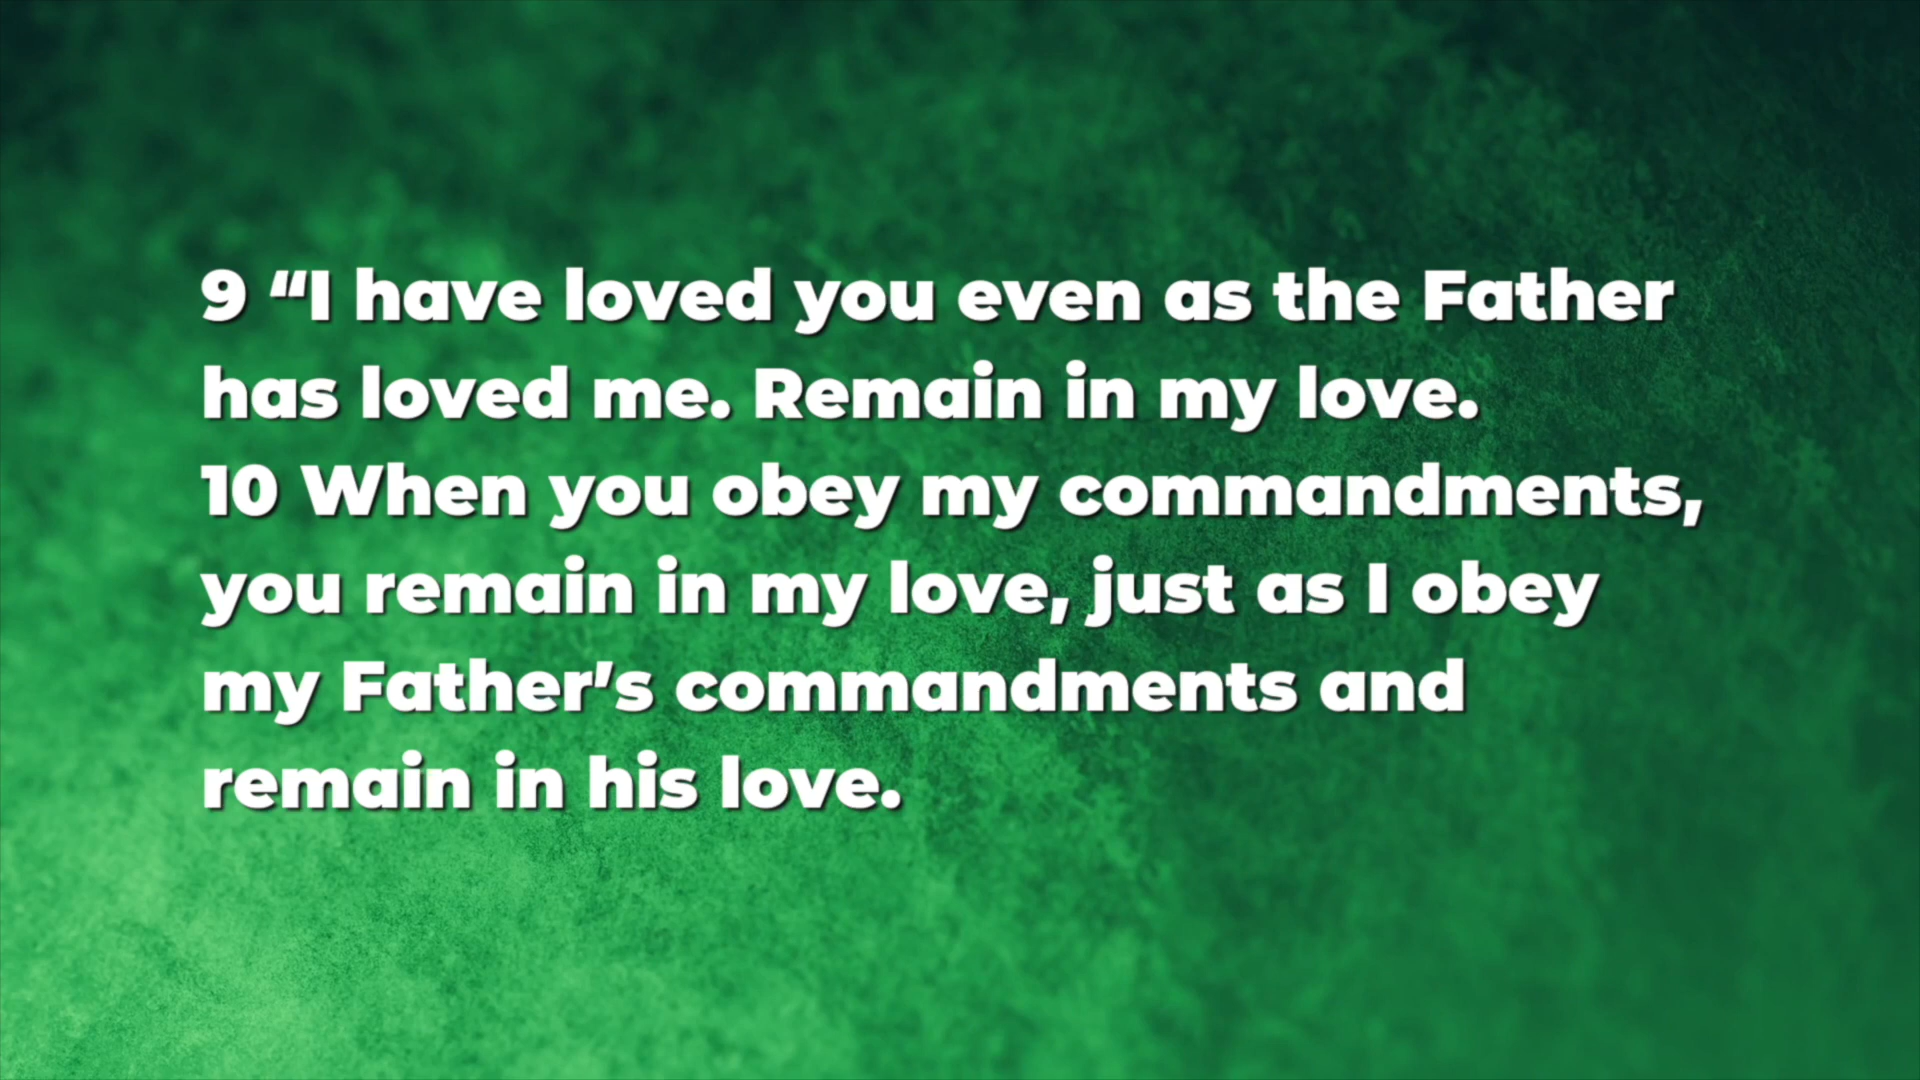 9 “I have loved you even as the Father
has loved me. Remain in my love.
10 When you obey my commandments,
you remain in my love, just as I obey
my Father’s commandments and
remain in his love.